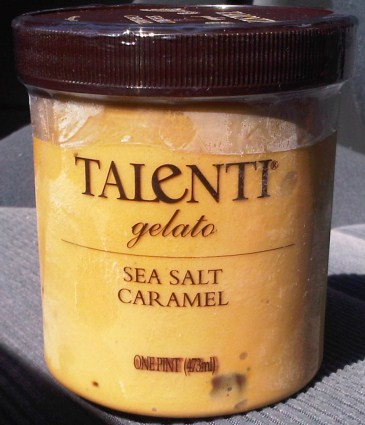 TALENTI®
gelato
SEA SALT
CARAMEL
ONE PINT (473ml)